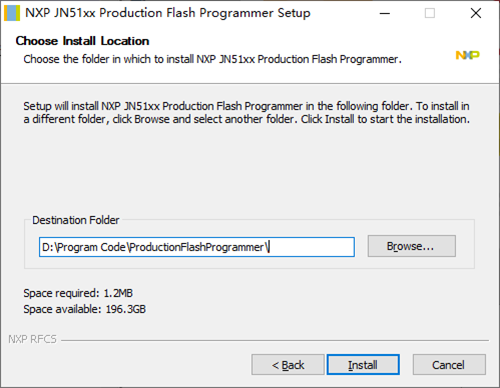 NXP JN51xx Production Flash Programmer Setup
Choose Install Location
Choose the folder in which to install NXP JN51xx Production Flash Programmer.
NXP
Setup will install NXP JN51xx Production Flash Programmer in the following folder. To install in
a different folder, click Browse and select another folder. Click Install to start the installation.
Destination Folder
D:\Program Code\ProductionFlashProgrammer\
Browse...
Space required: 1.2MB
Space available: 196.3GB
NXP RFCS
< Back
Install
Cancel